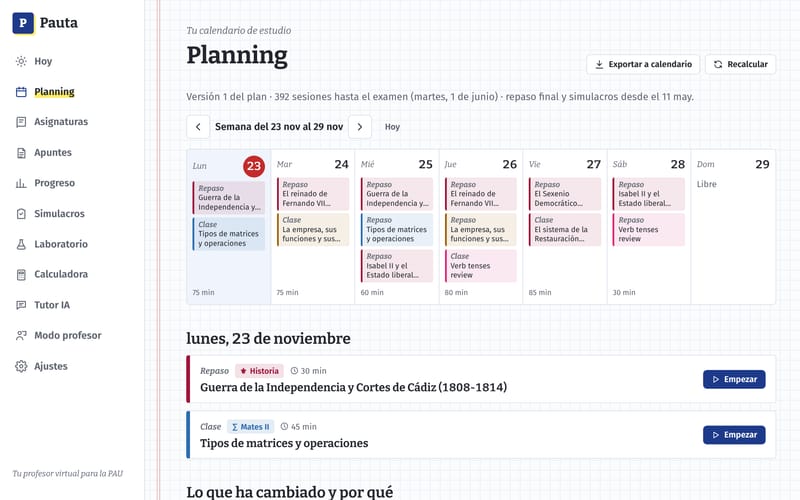 P Pauta
Hoy
Planning
Asignaturas
Apuntes
Progreso
Simulacros
Laboratorio
Calculadora
Tutor IA
Modo profesor
Ajustes
Tu profesor virtual para la PAU
Tu calendario de estudio
Planning
Exportar a calendario
Recalcular
Versión 1 del plan · 392 sesiones hasta el examen (martes, 1 de junio) · repaso final y simulacros desde el 11 may.
Semana del 23 nov al 29 nov
Hoy
Lun 23
Repaso
Guerra de la
Independencia y...
Clase
Tipos de matrices
y operaciones
75 min
Mar 24
Repaso
El reinado de
Fernando VII...
Clase
La empresa, sus
funciones y sus...
75 min
Mié 25
Repaso
Guerra de la
Independencia y...
Repaso
Tipos de matrices
y operaciones
Repaso
Isabel II y el
Estado liberal...
60 min
Jue 26
Repaso
El reinado de
Fernando VII...
Repaso
La empresa, sus
funciones y sus...
Clase
Verb tenses
review
80 min
Vie 27
Repaso
El Sexenio
Democrático...
Clase
El sistema de la
Restauración...
85 min
Sáb 28
Repaso
Isabel II y el
Estado liberal...
Repaso
Verb tenses
review
30 min
Dom 29
Libre
lunes, 23 de noviembre
Repaso Historia 30 min
Guerra de la Independencia y Cortes de Cádiz (1808-1814)
Empezar
Clase Mates II 45 min
Tipos de matrices y operaciones
Empezar
Lo que ha cambiado y por qué